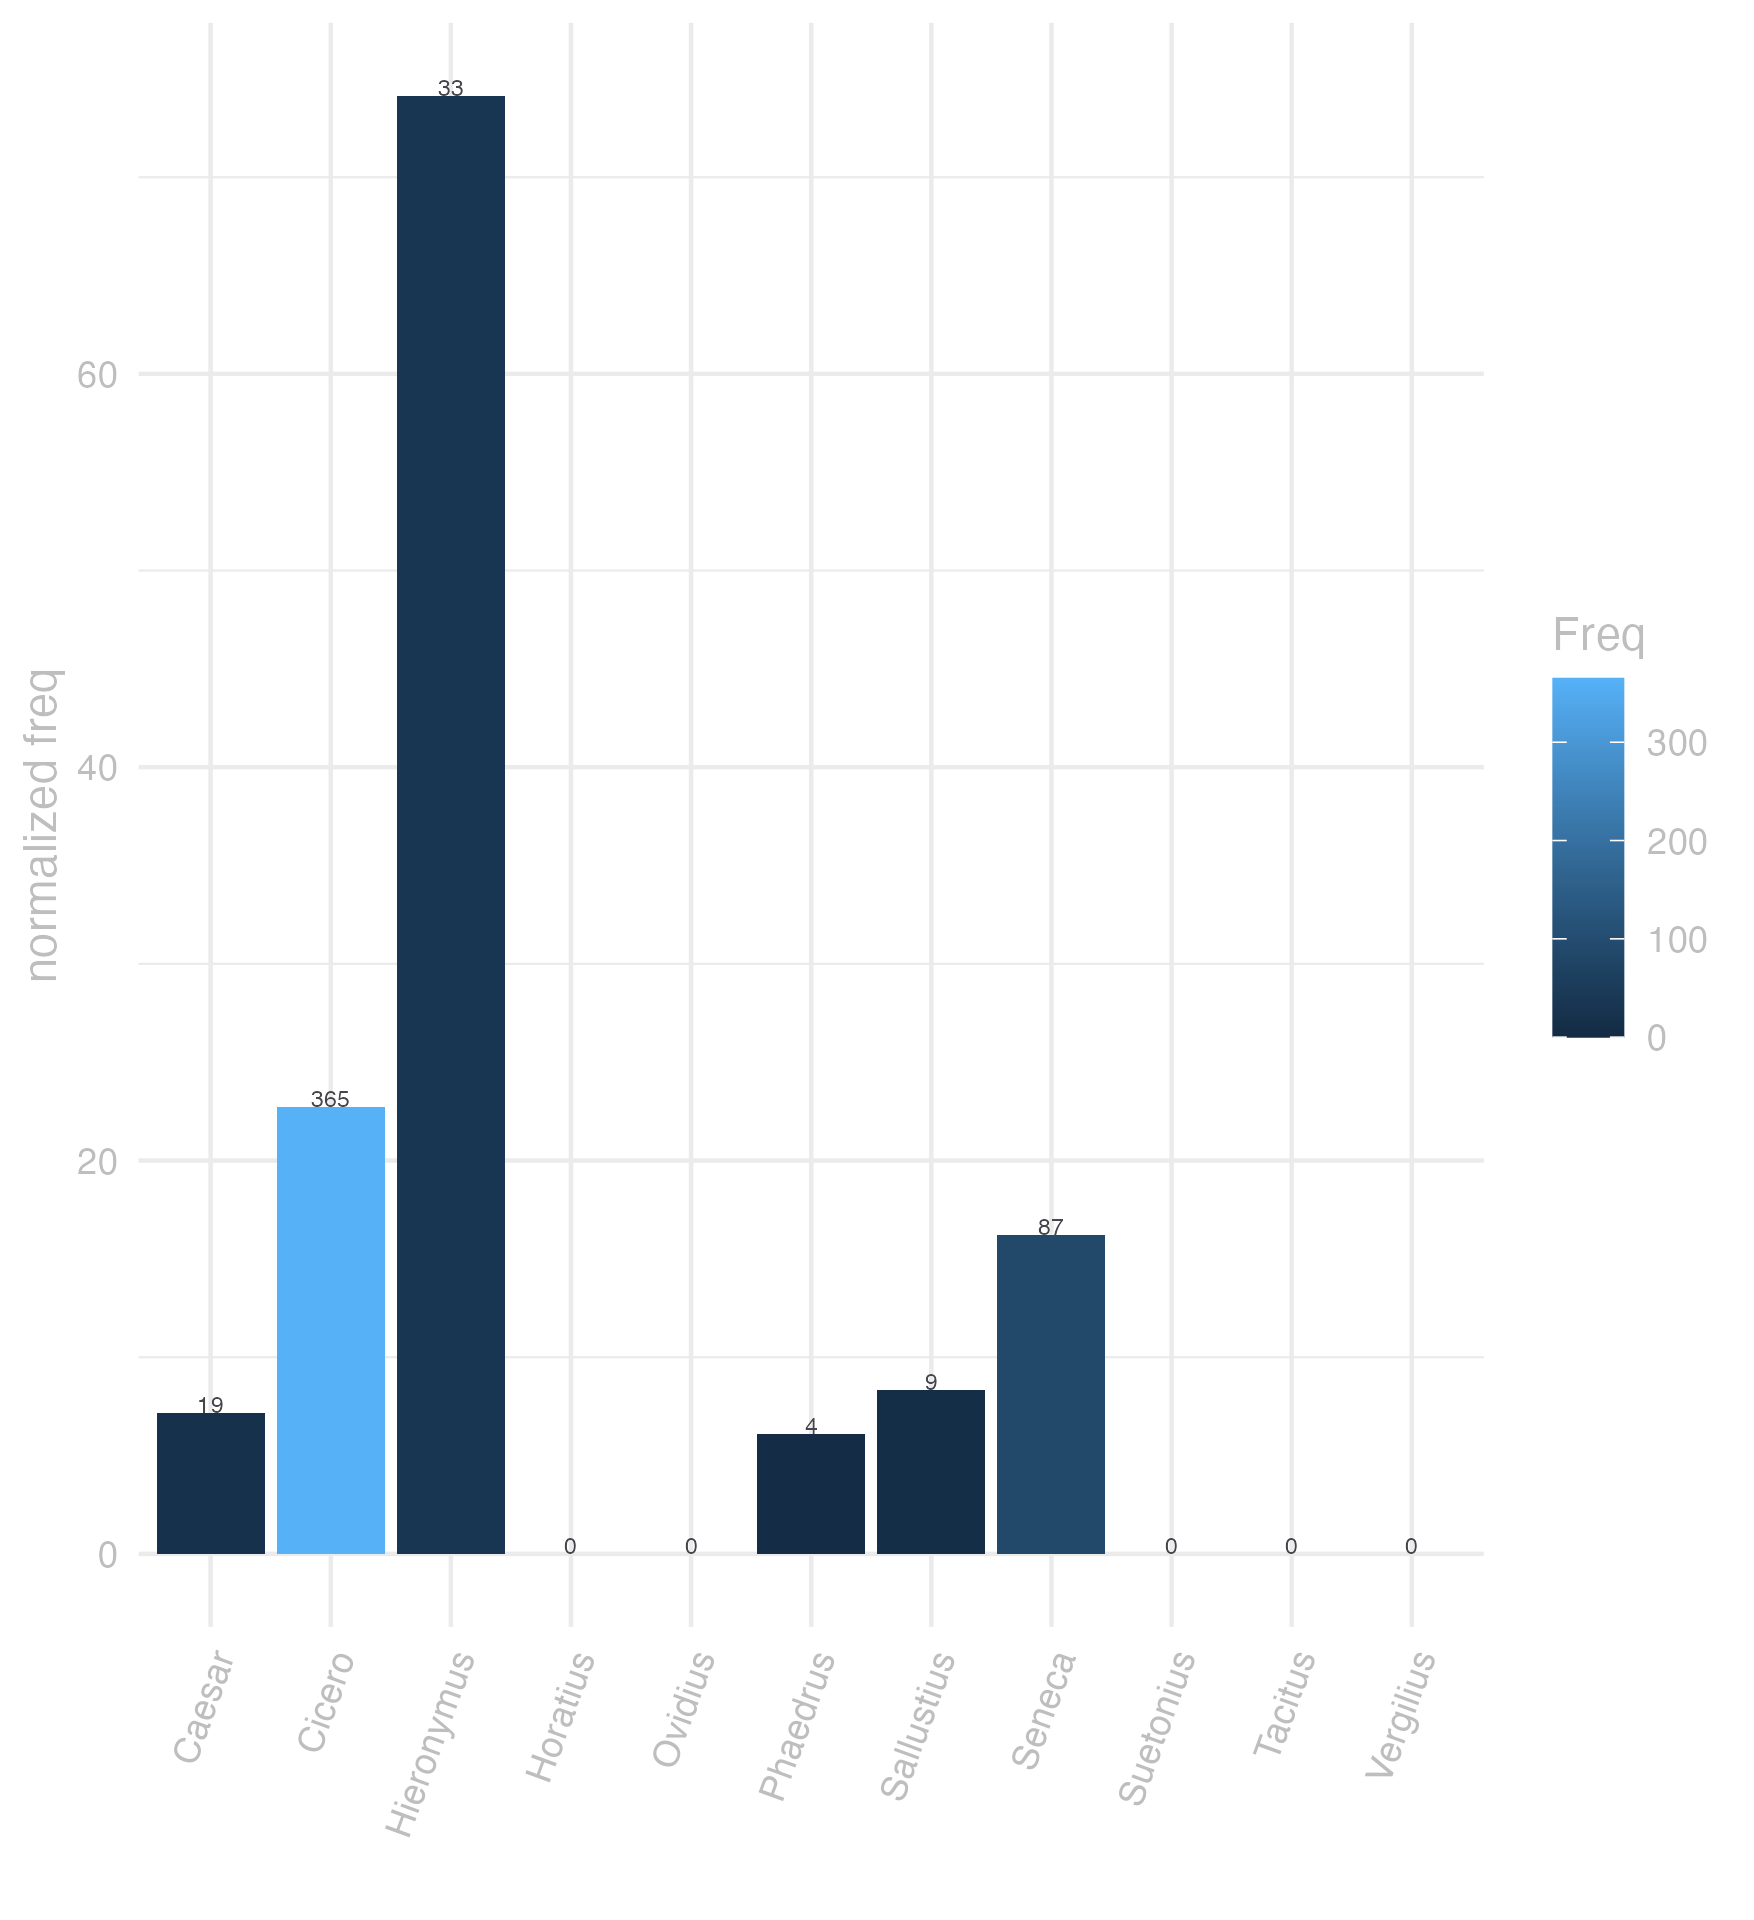 normalized freq
60
40
20
0
19
365
33
0
0
4
9
87
0
0
0
Caesar
Cicero
Hieronymus
Horatius
Ovidius
Phaedrus
Sallustius
Seneca
Suetonius
Tacitus
Vergilius
Freq
300
200
100
0